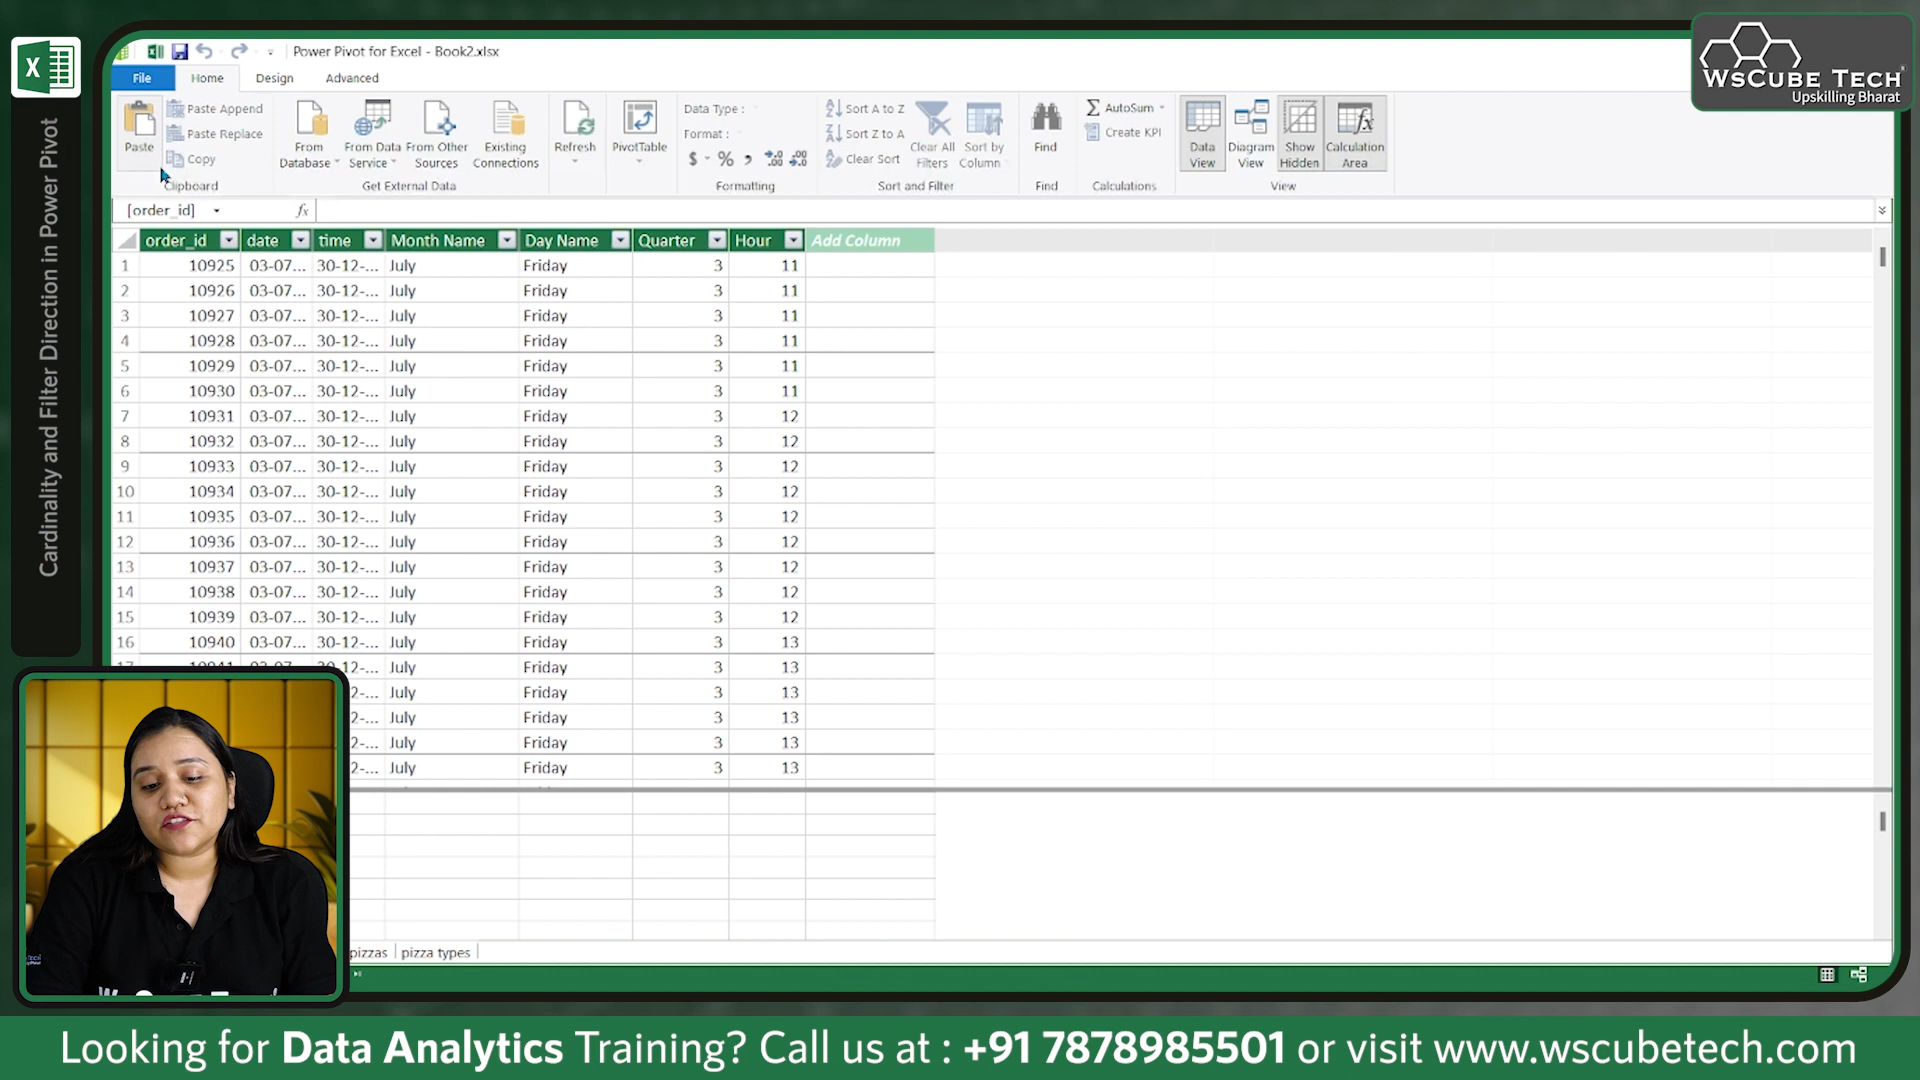 Power Pivot for Excel - Book2.xlsx
WsCube Tech
Upskilling Bharat
Cardinality and Filter Direction in Power Pivot
File Home Design Advanced
Paste
Paste Append
Paste Replace
Copy
Clipboard
From Database
From Data Service
From Other Sources
Existing Connections
Get External Data
Refresh
PivotTable
Data Type :
Format :
$ % ,
Formatting
Sort A to Z
Sort Z to A
Clear Sort
Clear All Filters
Sort by Column
Sort and Filter
Find
Find
AutoSum
Create KPI
Calculations
Data View
Diagram View
Show Hidden
Calculation Area
View
[order_id] fx
order_id date time Month Name Day Name Quarter Hour Add Column
1 10925 03-07... 30-12-... July Friday 3 11
2 10926 03-07... 30-12-... July Friday 3 11
3 10927 03-07... 30-12-... July Friday 3 11
4 10928 03-07... 30-12-... July Friday 3 11
5 10929 03-07... 30-12-... July Friday 3 11
6 10930 03-07... 30-12-... July Friday 3 11
7 10931 03-07... 30-12-... July Friday 3 12
8 10932 03-07... 30-12-... July Friday 3 12
9 10933 03-07... 30-12-... July Friday 3 12
10 10934 03-07... 30-12-... July Friday 3 12
11 10935 03-07... 30-12-... July Friday 3 12
12 10936 03-07... 30-12-... July Friday 3 12
13 10937 03-07... 30-12-... July Friday 3 12
14 10938 03-07... 30-12-... July Friday 3 12
15 10939 03-07... 30-12-... July Friday 3 12
16 10940 03-07... 30-12-... July Friday 3 13
July Friday 3 13
2-... July Friday 3 13
2-... July Friday 3 13
2-... July Friday 3 13
2-... July Friday 3 13
pizzas pizza types
Looking for Data Analytics Training? Call us at : +91 7878985501 or visit www.wscubetech.com